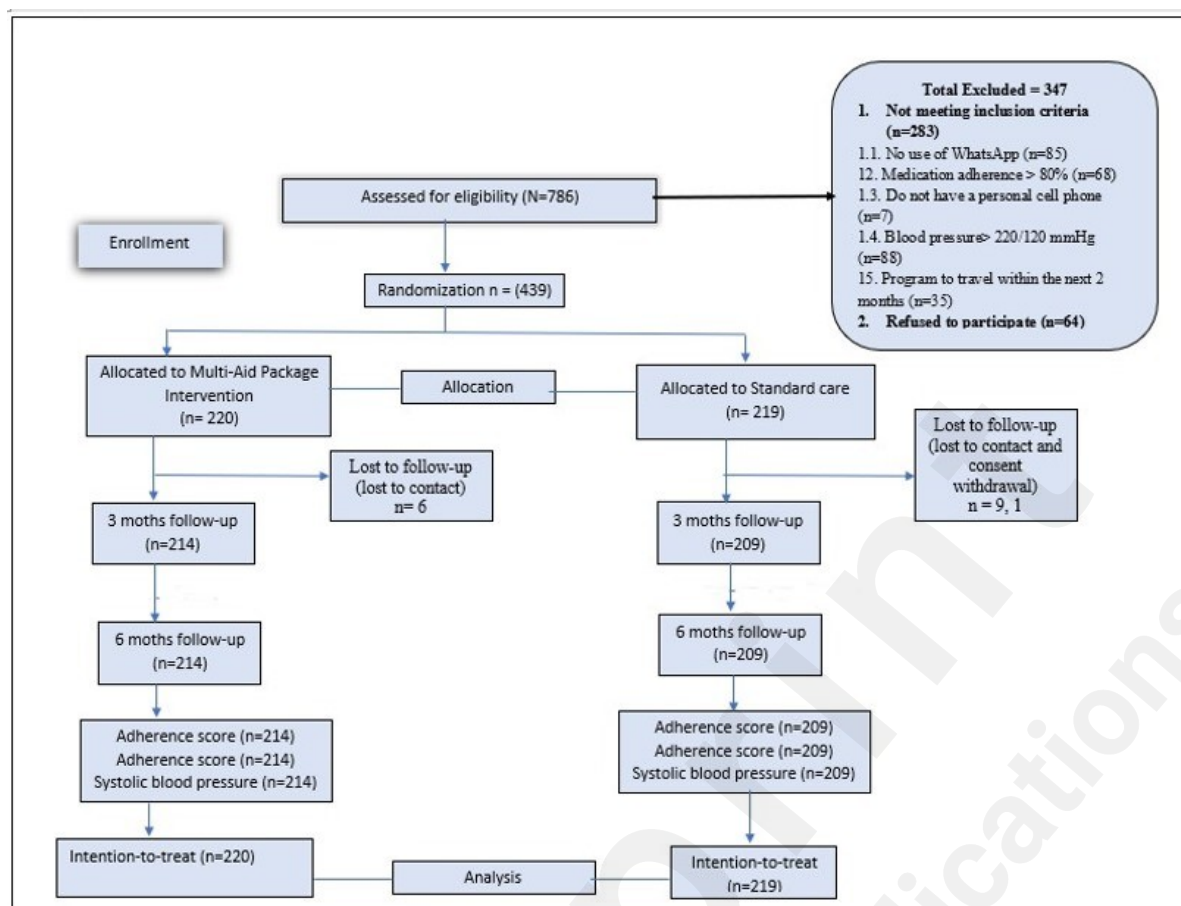 Total Excluded = 347
1. Not meeting inclusion criteria
(n=283)
1.1. No use of WhatsApp (n=85)
12. Medication adherence > 80% (n=68)
1.3. Do not have a personal cell phone
(n=7)
1.4. Blood pressure> 220/120 mmHg
(n=88)
15. Program to travel within the next 2
months (n=35)
2. Refused to participate (n=64)
Assessed for eligibility (N=786)
Enrollment
Randomization n = (439)
Allocated to Multi-Aid Package
Intervention
(n= 220)
Allocation
Allocated to Standard care
(n= 219)
Lost to follow-up
(lost to contact)
n= 6
Lost to follow-up
(lost to contact and
consent
withdrawal)
n = 9, 1
3 moths follow-up
(n=214)
3 moths follow-up
(n=209)
6 moths follow-up
(n=214)
6 moths follow-up
(n=209)
Adherence score (n=214)
Adherence score (n=214)
Systolic blood pressure (n=214)
Adherence score (n=209)
Adherence score (n=209)
Systolic blood pressure (n=209)
Intention-to-treat (n=220)
Analysis
Intention-to-treat
(n=219)